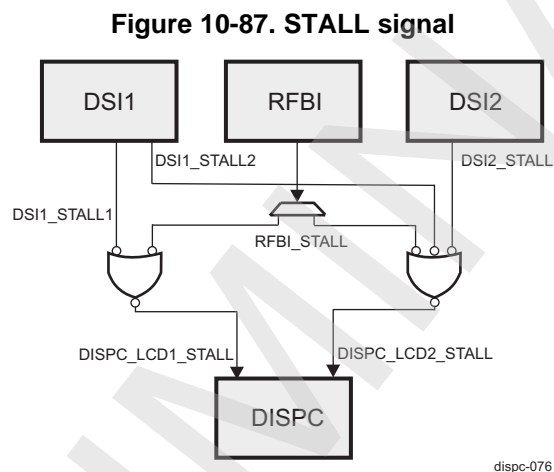 Figure 10-87. STALL signal
DSI1
RFBI
DSI2
DSI1_STALL2
DSI2_STALL
DSI1_STALL1
RFBI_STALL
DISPC_LCD1_STALL
DISPC_LCD2_STALL
DISPC
dispc-076